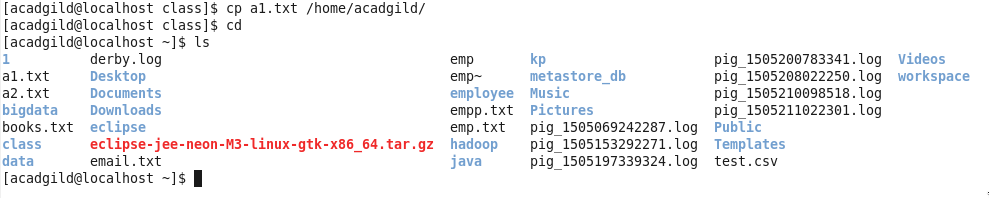 [acadgild@localhost class]$ cp a1.txt /home/acadgild/
[acadgild@localhost class]$ cd
[acadgild@localhost ~]$ ls
1 derby.log emp kp pig_1505200783341.log Videos
a1.txt Desktop emp~ metastore_db pig_1505208022250.log workspace
a2.txt Documents employee Music pig_1505210098518.log
bigdata Downloads empp.txt Pictures pig_1505211022301.log
books.txt eclipse emp.txt pig_1505069242287.log Public
class eclipse-jee-neon-M3-linux-gtk-x86_64.tar.gz hadoop pig_1505153292271.log Templates
data email.txt java pig_1505197339324.log test.csv
[acadgild@localhost ~]$